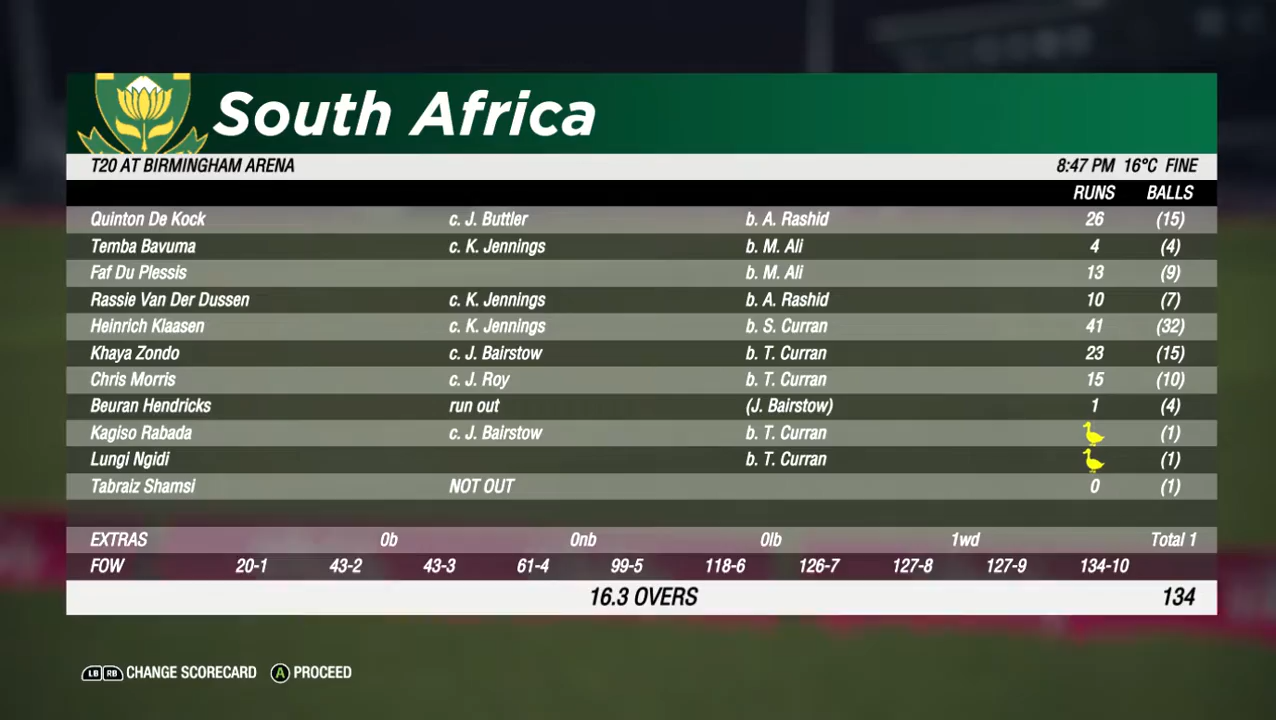 South Africa
T20 AT BIRMINGHAM ARENA 8:47 PM 16°C FINE
RUNS BALLS
Quinton De Kock c. J. Buttler b. A. Rashid 26 (15)
Temba Bavuma c. K. Jennings b. M. Ali 4 (4)
Faf Du Plessis b. M. Ali 13 (9)
Rassie Van Der Dussen c. K. Jennings b. A. Rashid 10 (7)
Heinrich Klaasen c. K. Jennings b. S. Curran 41 (32)
Khaya Zondo c. J. Bairstow b. T. Curran 23 (15)
Chris Morris c. J. Roy b. T. Curran 15 (10)
Beuran Hendricks run out (J. Bairstow) 1 (4)
Kagiso Rabada c. J. Bairstow b. T. Curran (1)
Lungi Ngidi b. T. Curran (1)
Tabraiz Shamsi NOT OUT 0 (1)
EXTRAS 0b 0nb 0lb 1wd Total 1
FOW 20-1 43-2 43-3 61-4 99-5 118-6 126-7 127-8 127-9 134-10
16.3 OVERS 134
LB RB CHANGE SCORECARD A PROCEED